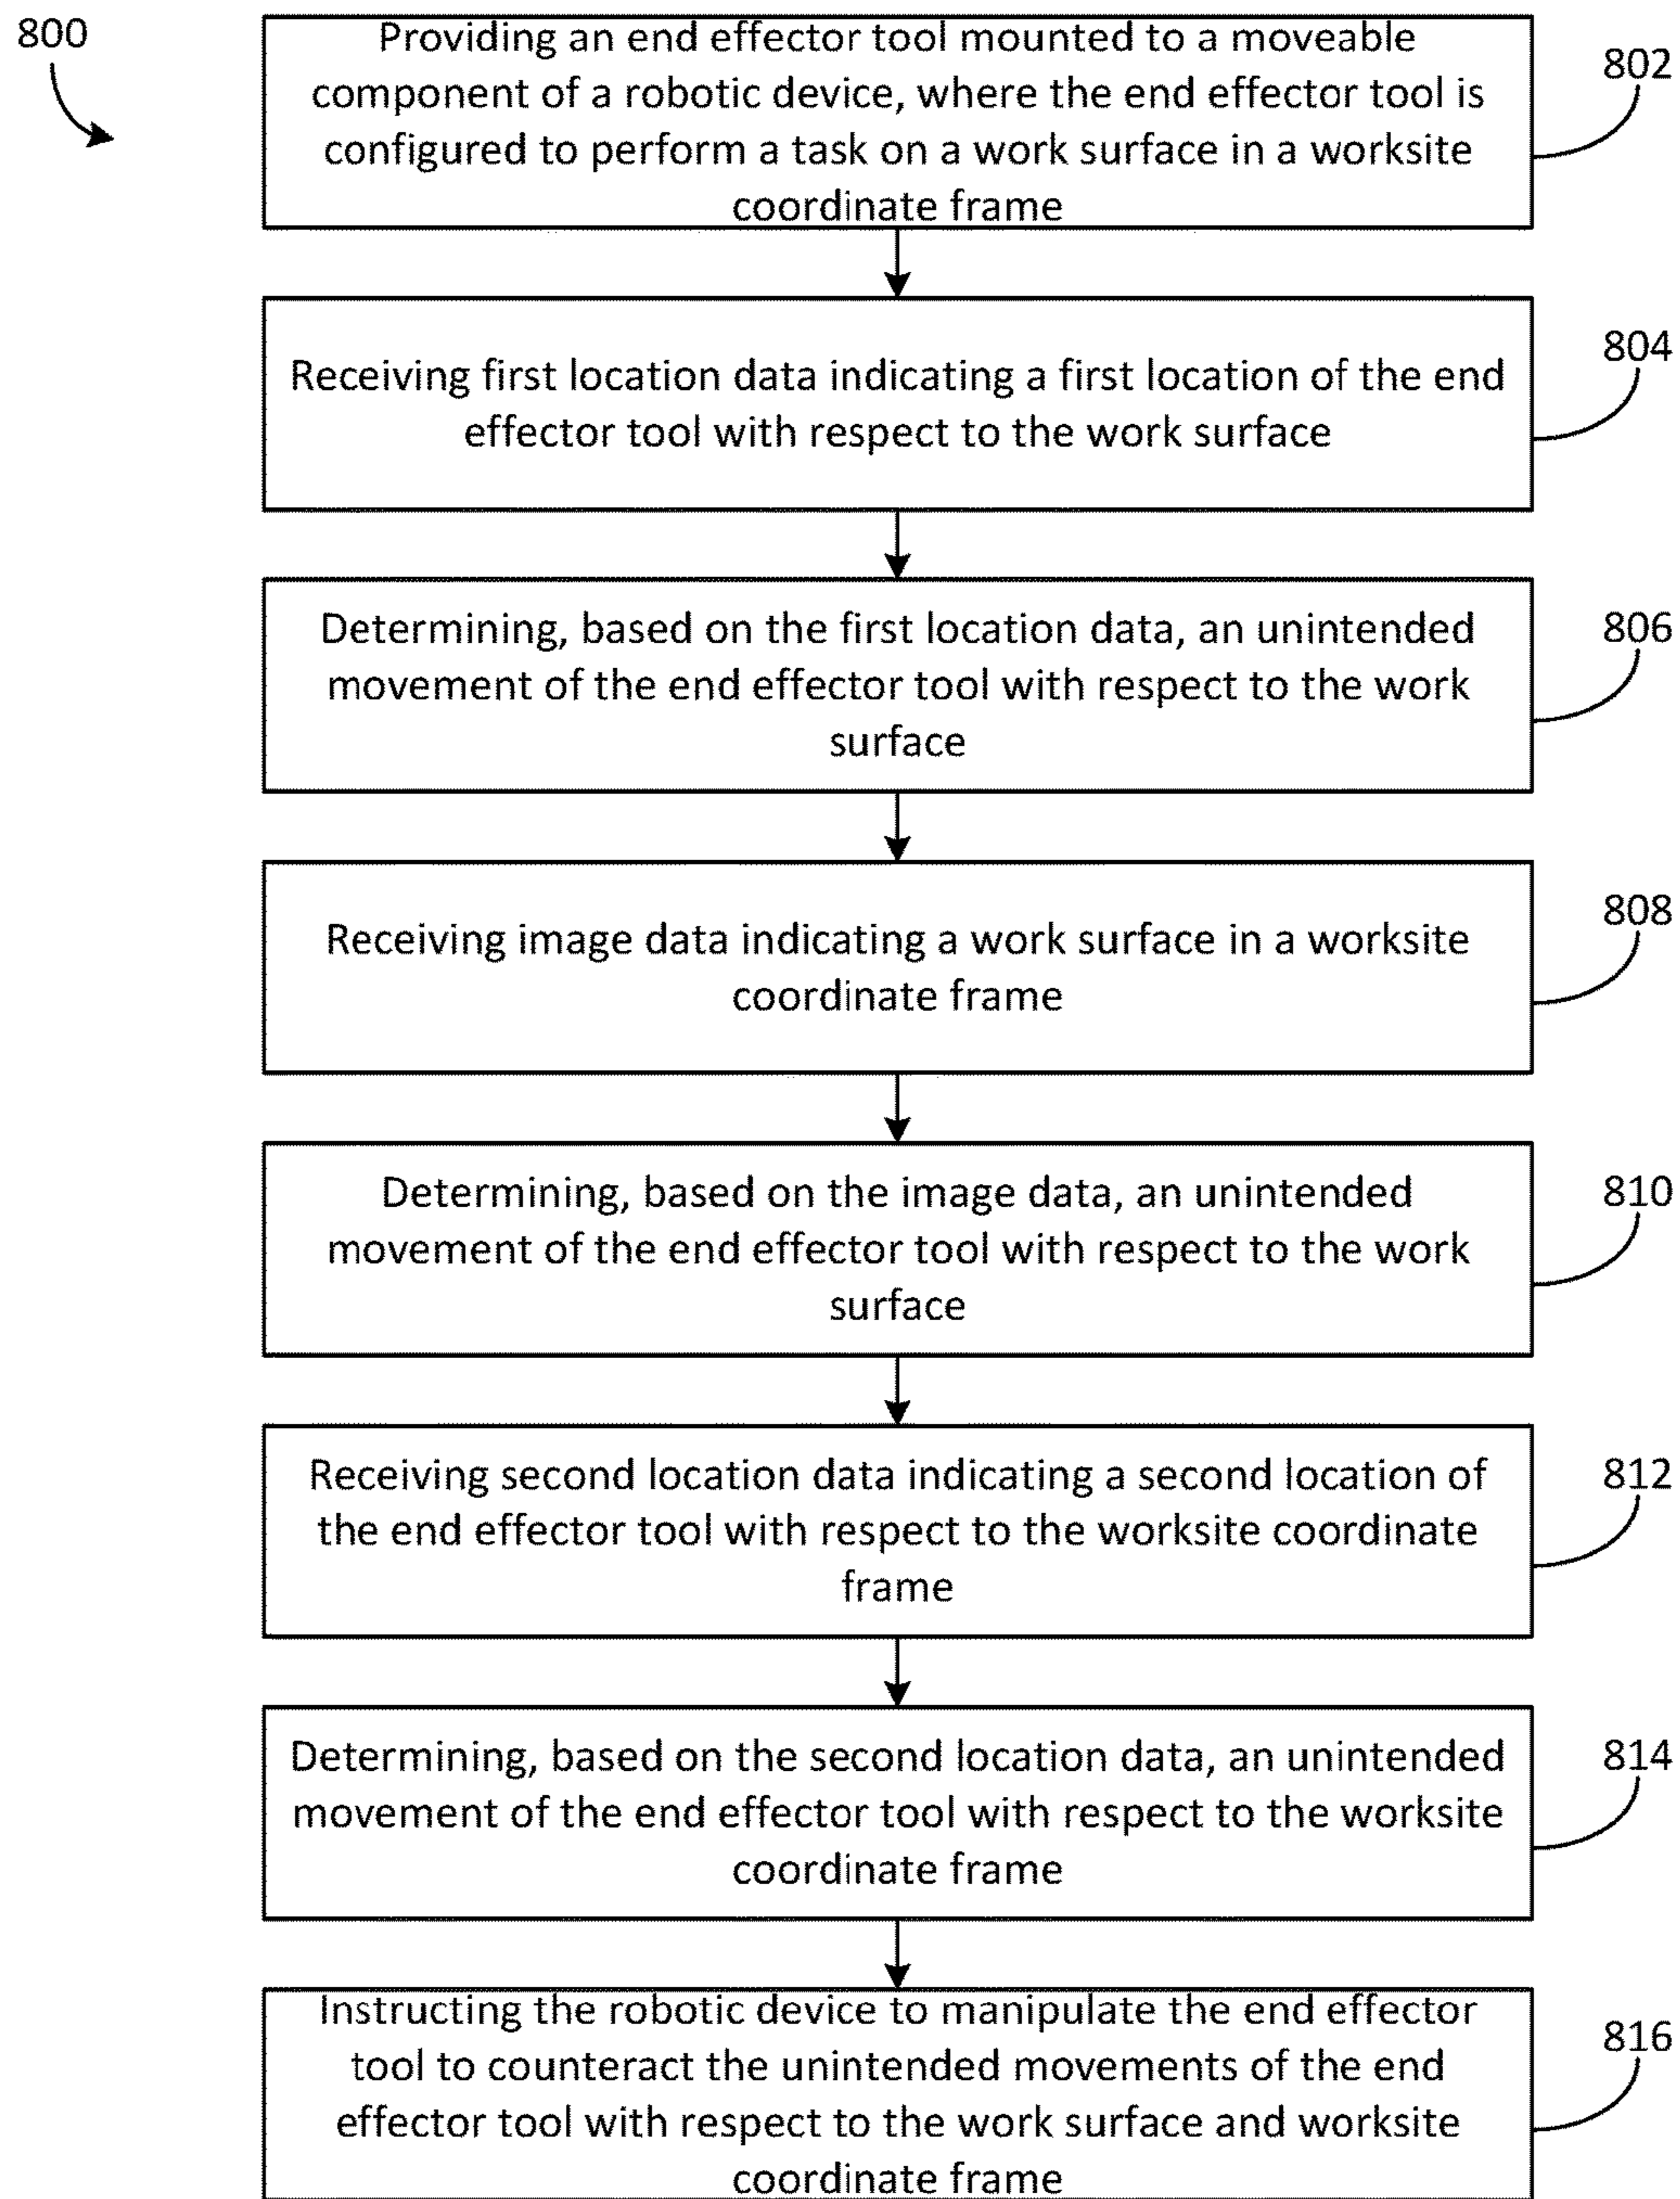 800
Providing an end effector tool mounted to a moveable
component of a robotic device, where the end effector tool is
configured to perform a task on a work surface in a worksite
coordinate frame
802
Receiving first location data indicating a first location of the end
effector tool with respect to the work surface
804
Determining, based on the first location data, an unintended
movement of the end effector tool with respect to the work
surface
806
Receiving image data indicating a work surface in a worksite
coordinate frame
808
Determining, based on the image data, an unintended
movement of the end effector tool with respect to the work
surface
810
Receiving second location data indicating a second location of
the end effector tool with respect to the worksite coordinate
frame
812
Determining, based on the second location data, an unintended
movement of the end effector tool with respect to the worksite
coordinate frame
814
Instructing the robotic device to manipulate the end effector
tool to counteract the unintended movements of the end
effector tool with respect to the work surface and worksite
coordinate frame
816